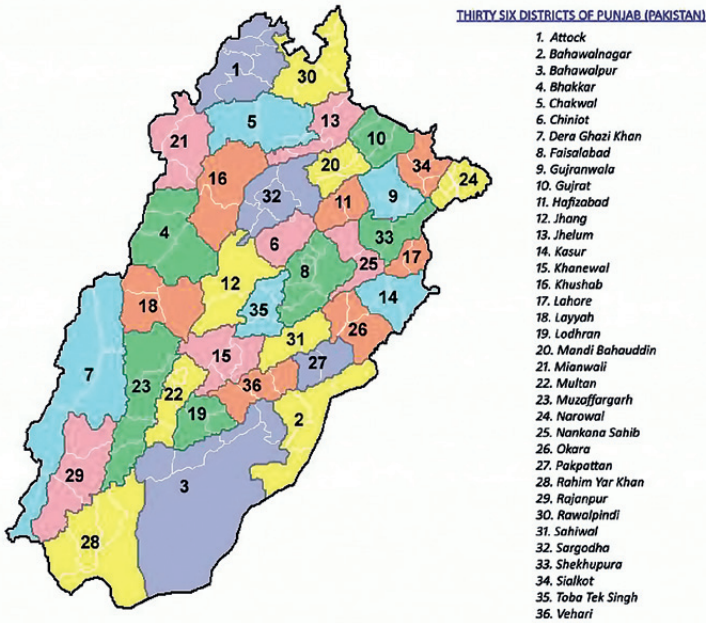 THIRTY SIX DISTRICTS OF PUNJAB (PAKISTAN)
1. Attock
2. Bahawalnagar
3. Bahawalpur
4. Bhakkar
5. Chakwal
6. Chiniot
7. Dera Ghazi Khan
8. Faisalabad
9. Gujranwala
10. Gujrat
11. Hafizabad
12. Jhang
13. Jhelum
14. Kasur
15. Khanewal
16. Khushab
17. Lahore
18. Layyah
19. Lodhran
20. Mandi Bahauddin
21. Mianwali
22. Multan
23. Muzaffargarh
24. Narowal
25. Nankana Sahib
26. Okara
27. Pakpattan
28. Rahim Yar Khan
29. Rajanpur
30. Rawalpindi
31. Sahiwal
32. Sargodha
33. Shekhupura
34. Sialkot
35. Toba Tek Singh
36. Vehari
1
30
5
13
10
21
20
34
16
24
32
9
11
4
33
6
17
25
8
12
14
18
35
26
31
15
27
7
36
23
22
19
2
29
3
28